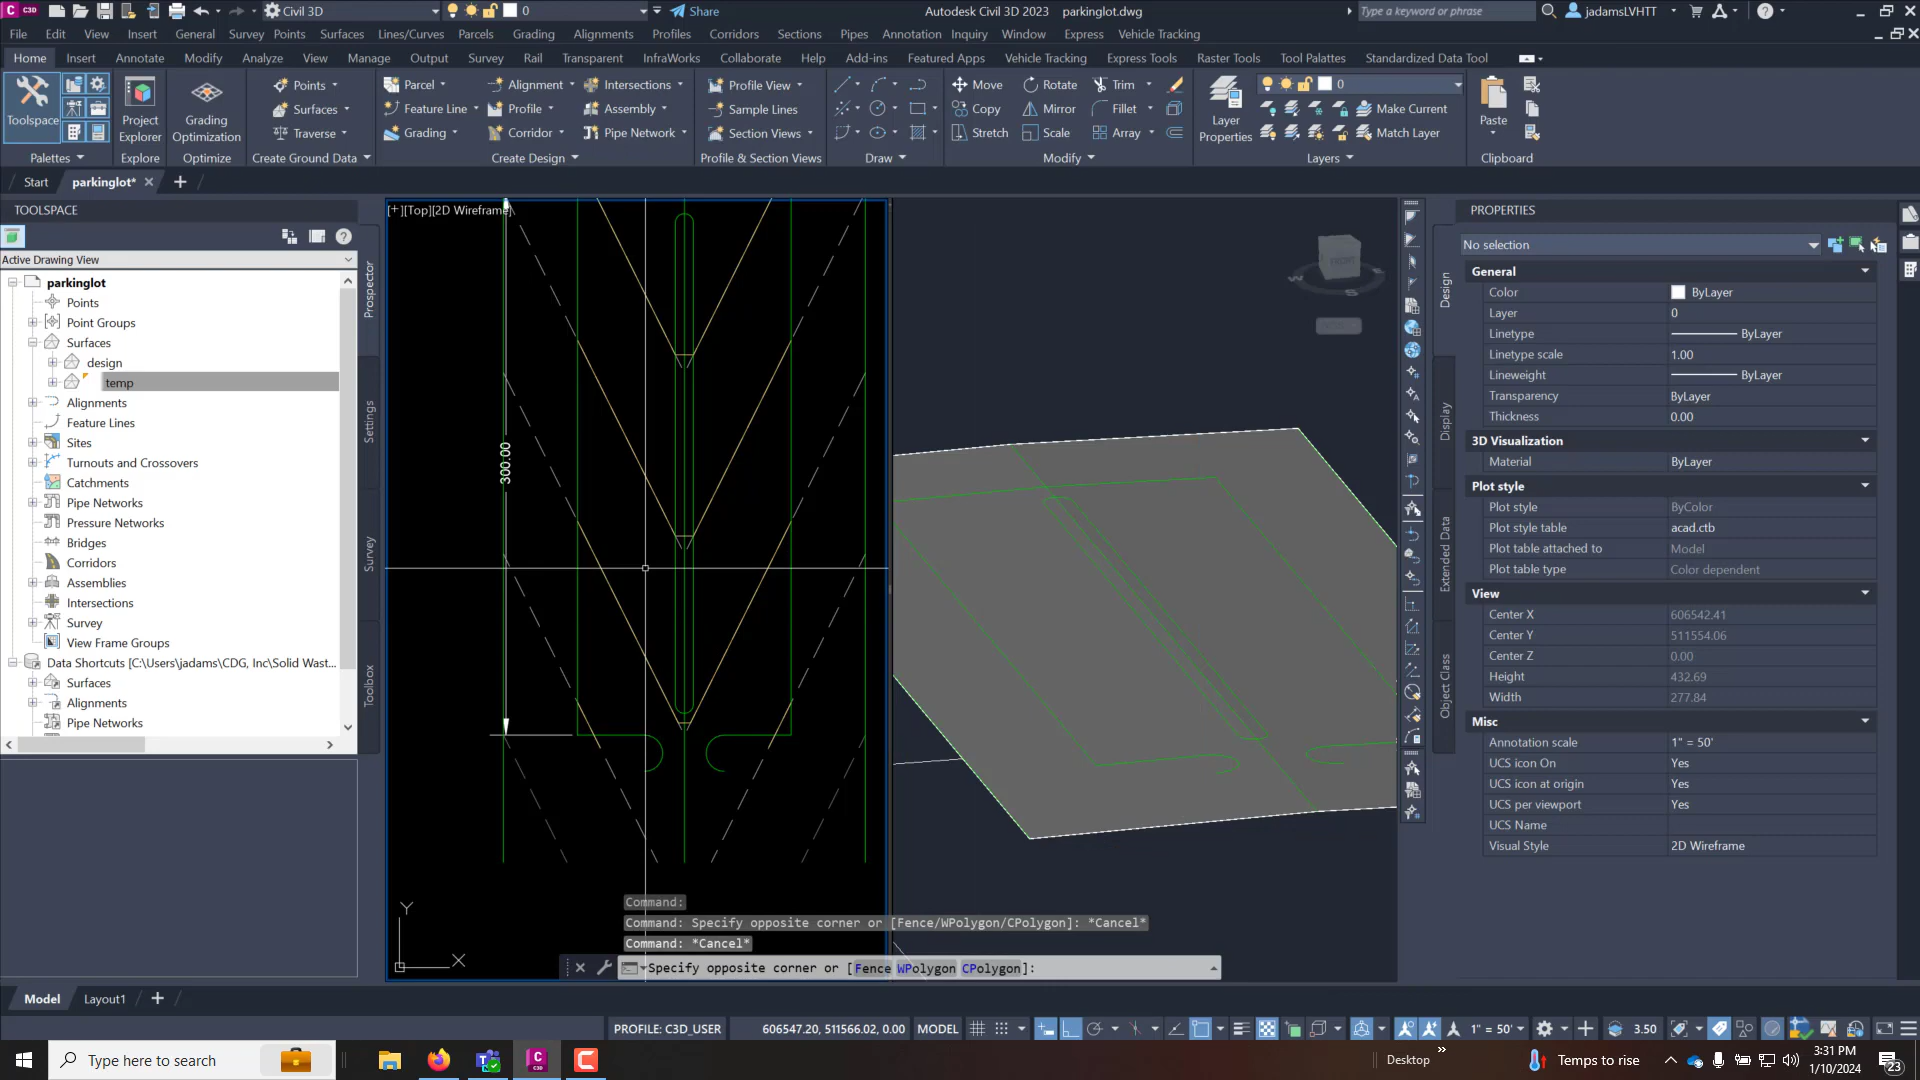 C3D
Civil 3D
0
Share
Autodesk Civil 3D 2023 parkinglot.dwg
Type a keyword or phrase
jadamsLVHTT
File Edit View Insert General Survey Points Surfaces Lines/Curves Parcels Grading Alignments Profiles Corridors Sections Pipes Annotation Inquiry Window Express Vehicle Tracking
Home Insert Annotate Modify Analyze View Manage Output Survey Rail Transparent InfraWorks Collaborate Help Add-ins Featured Apps Vehicle Tracking Express Tools Raster Tools Tool Palettes Standardized Data Tool
Toolspace
Project Explorer
Grading Optimization
Points
Surfaces
Traverse
Parcel
Feature Line
Grading
Alignment
Profile
Corridor
Intersections
Assembly
Pipe Network
Profile View
Sample Lines
Section Views
Move
Copy
Stretch
Rotate
Mirror
Scale
Trim
Fillet
Array
Layer Properties
0
Make Current
Match Layer
Paste
Palettes Explore Optimize Create Ground Data Create Design Profile & Section Views Draw Modify Layers Clipboard
Start parkinglot*
TOOLSPACE
Active Drawing View
parkinglot
Points
Point Groups
Surfaces
design
temp
Alignments
Feature Lines
Sites
Turnouts and Crossovers
Catchments
Pipe Networks
Pressure Networks
Bridges
Corridors
Assemblies
Intersections
Survey
View Frame Groups
Data Shortcuts [C:\Users\jadams\CDG, Inc\Solid Wast...
Surfaces
Alignments
Pipe Networks
Prospector
Settings
Survey
Toolbox
[+][Top][2D Wireframe]
300.00
Y
X
FRONT
W
S
Command:
Command: Specify opposite corner or [Fence/WPolygon/CPolygon]: *Cancel*
Command: *Cancel*
Specify opposite corner or [Fence WPolygon CPolygon]:
PROPERTIES
No selection
Design
Display
Extended Data
Object Class
General
Color ByLayer
Layer 0
Linetype ByLayer
Linetype scale 1.00
Lineweight ByLayer
Transparency ByLayer
Thickness 0.00
3D Visualization
Material ByLayer
Plot style
Plot style ByColor
Plot style table acad.ctb
Plot table attached to Model
Plot table type Color dependent
View
Center X 606542.41
Center Y 511554.06
Center Z 0.00
Height 432.69
Width 277.84
Misc
Annotation scale 1" = 50'
UCS icon On Yes
UCS icon at origin Yes
UCS per viewport Yes
UCS Name
Visual Style 2D Wireframe
Model Layout1
PROFILE: C3D_USER 606547.20, 511566.02, 0.00 MODEL 1" = 50' 3.50
Type here to search
Desktop
Temps to rise
3:31 PM
1/10/2024
23